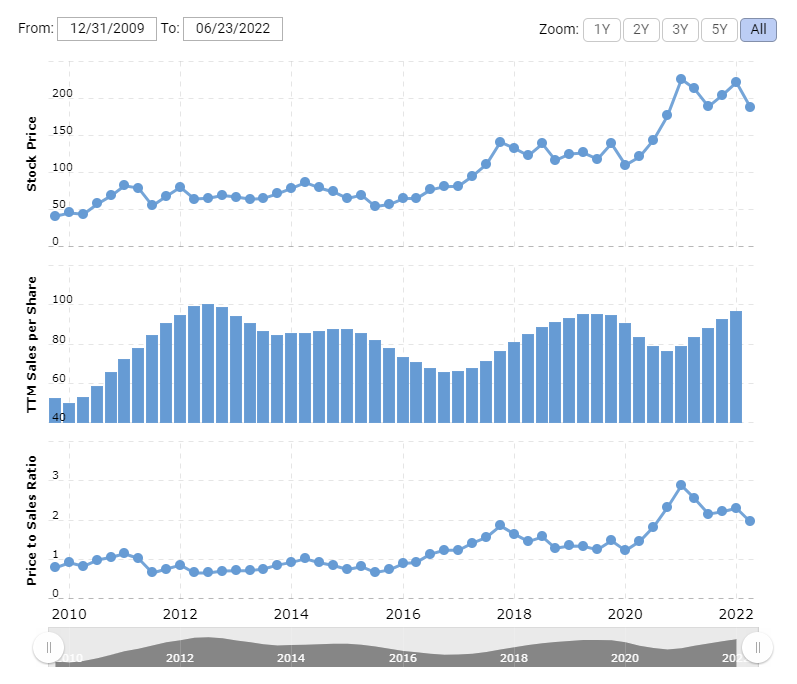 From: 12/31/2009 To: 06/23/2022 Zoom: 1Y 2Y 3Y 5Y All
Stock Price
200
150
100
50
0
TTM Sales per Share
100
80
60
40
Price to Sales Ratio
3
2
1
0
2010 2012 2014 2016 2018 2020 2022
2012 2014 2016 2018 2020